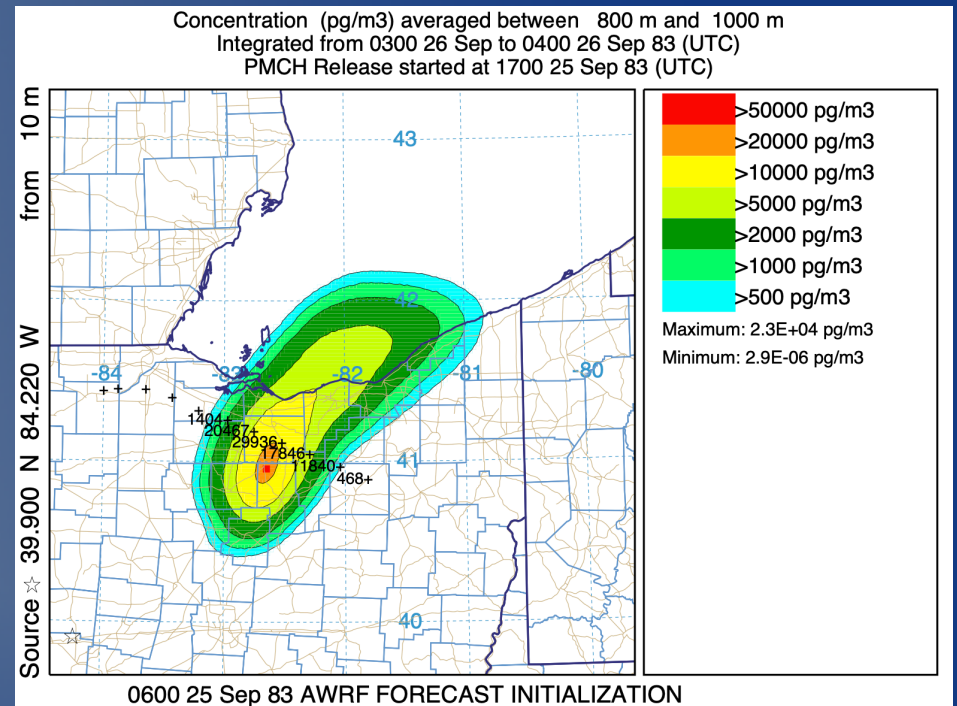 Concentration (pg/m3) averaged between 800 m and 1000 m
Integrated from 0300 26 Sep to 0400 26 Sep 83 (UTC)
PMCH Release started at 1700 25 Sep 83 (UTC)
Source ☆ 39.900 N 84.220 W from 10 m
43
42
-84
-83
-82
-81
-80
1404+
20467+
29936+
17846+
11840+
41
468+
40
>50000 pg/m3
>20000 pg/m3
>10000 pg/m3
>5000 pg/m3
>2000 pg/m3
>1000 pg/m3
>500 pg/m3
Maximum: 2.3E+04 pg/m3
Minimum: 2.9E-06 pg/m3
0600 25 Sep 83 AWRF FORECAST INITIALIZATION